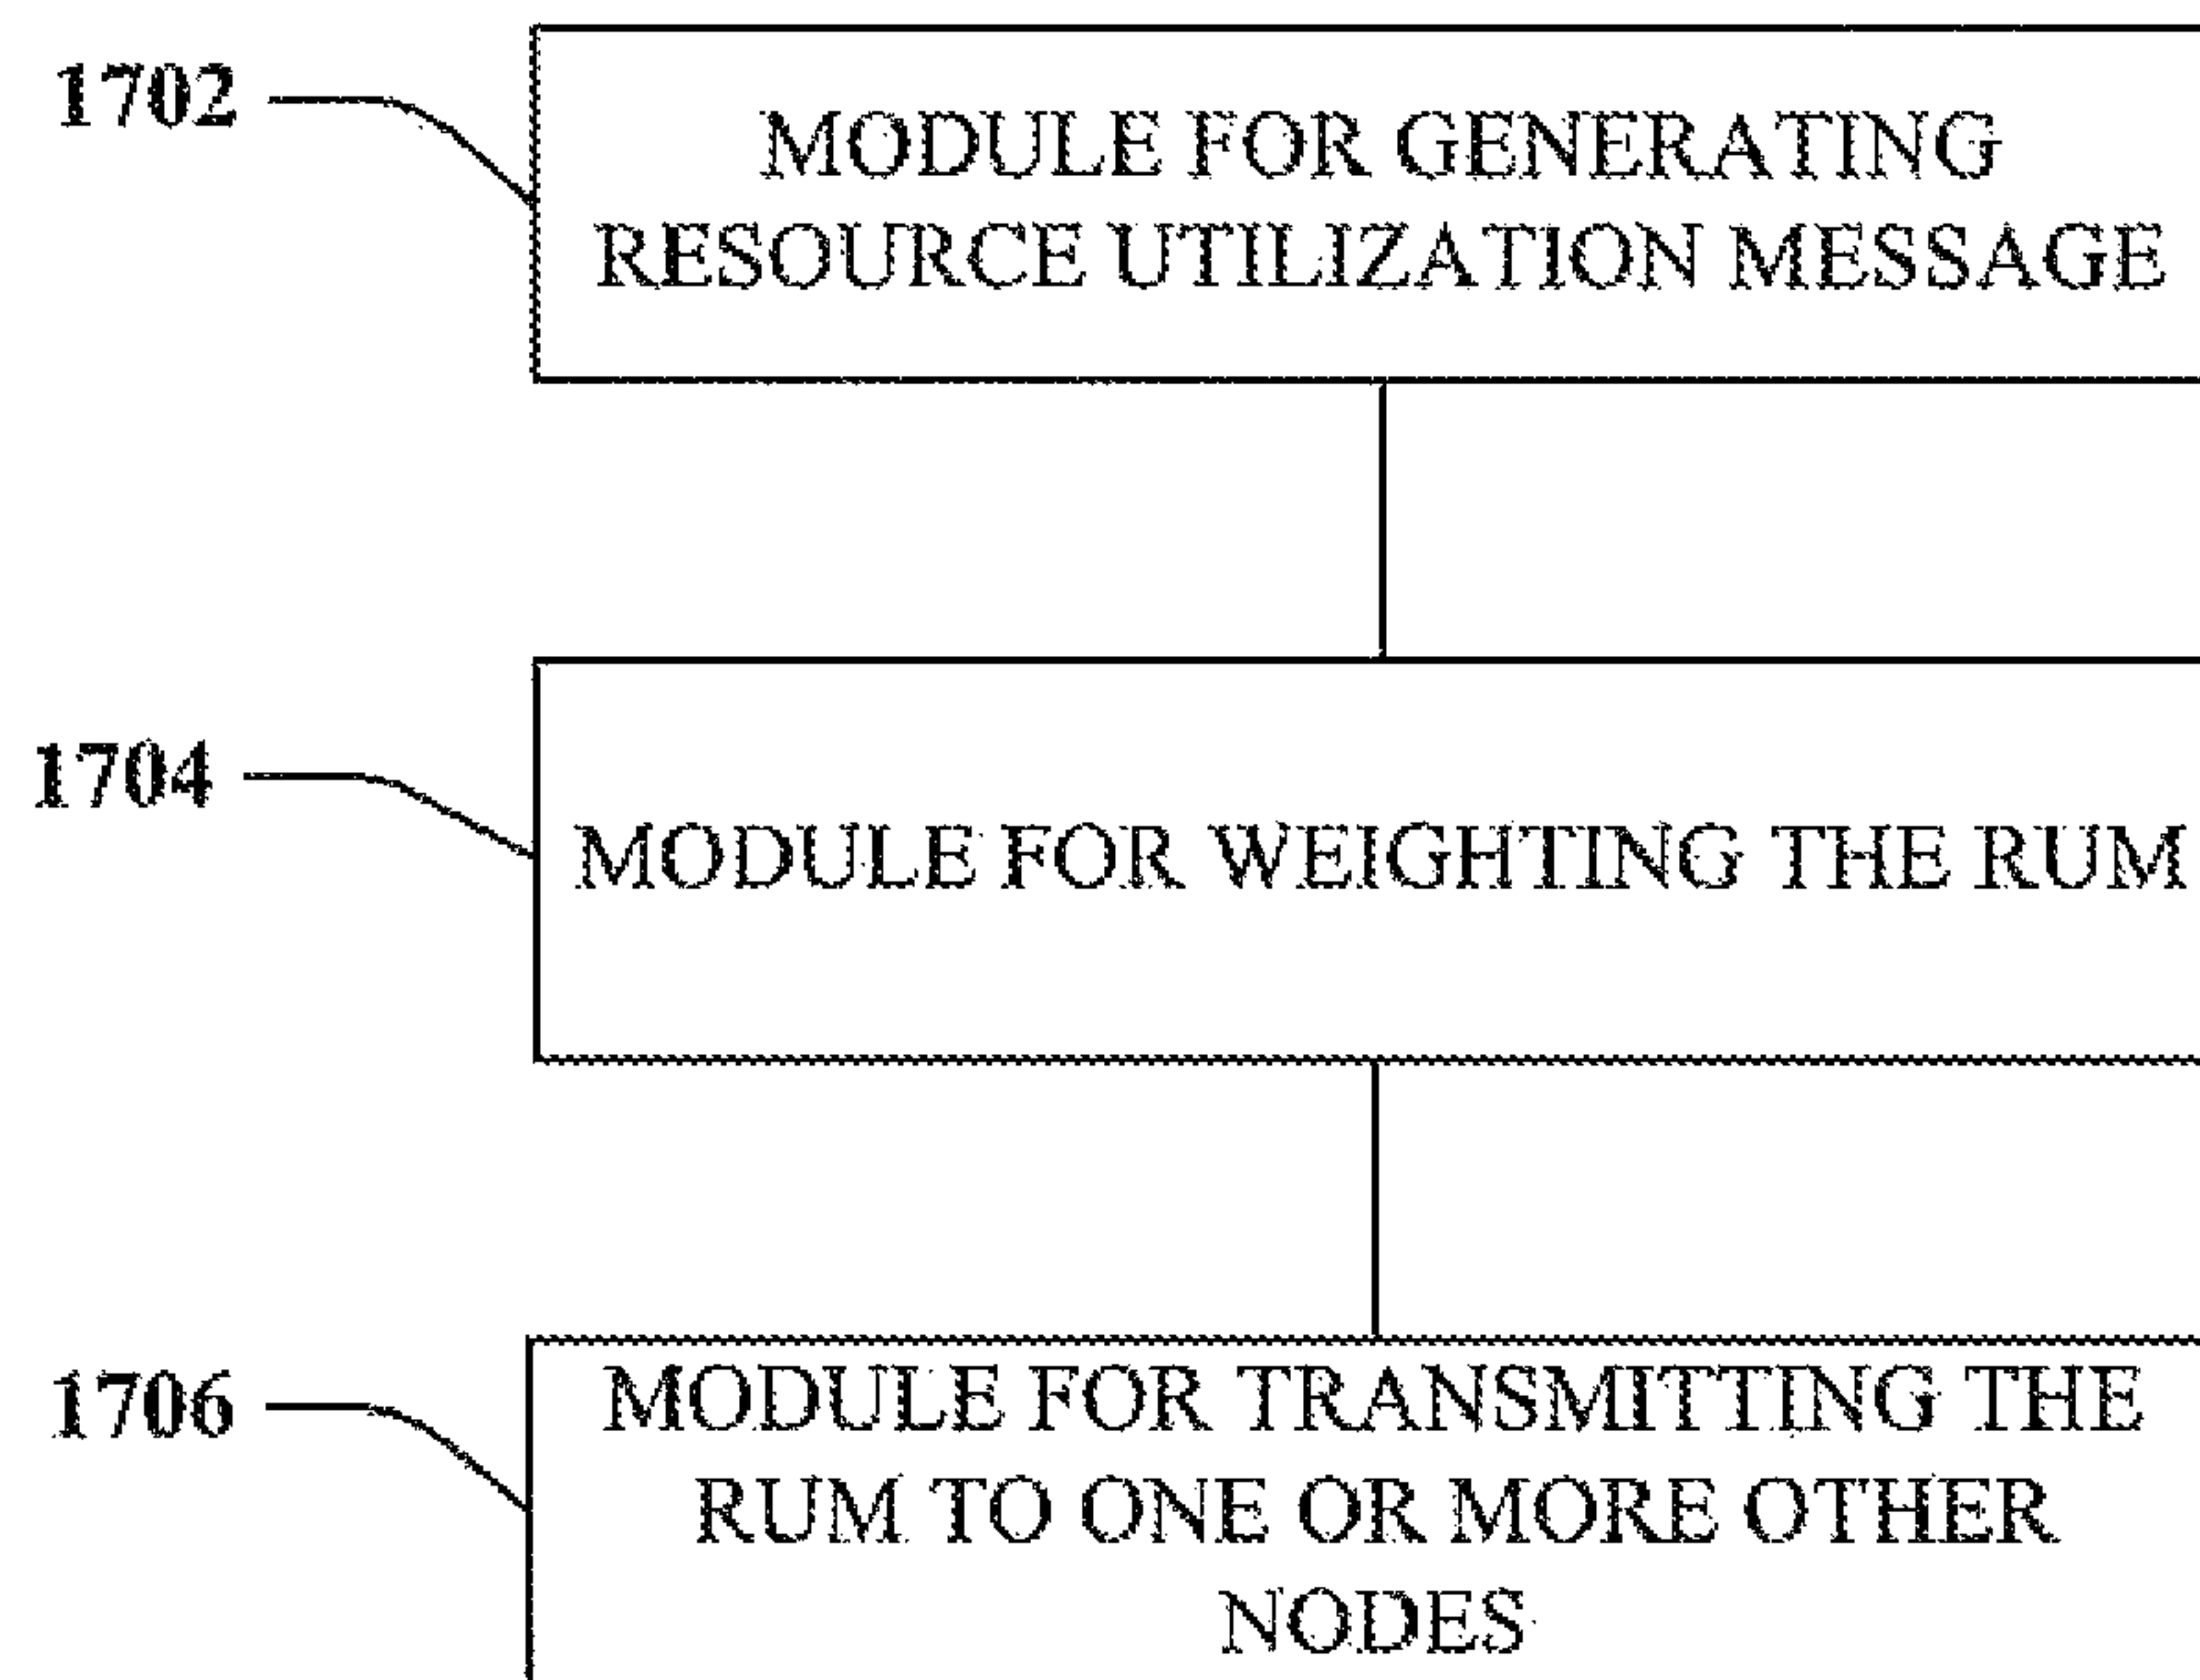 1702
MODULE FOR GENERATING
RESOURCE UTILIZATION MESSAGE
1704
MODULE FOR WEIGHTING THE RUM
1706
MODULE FOR TRANSMITTING THE
RUM TO ONE OR MORE OTHER
NODES